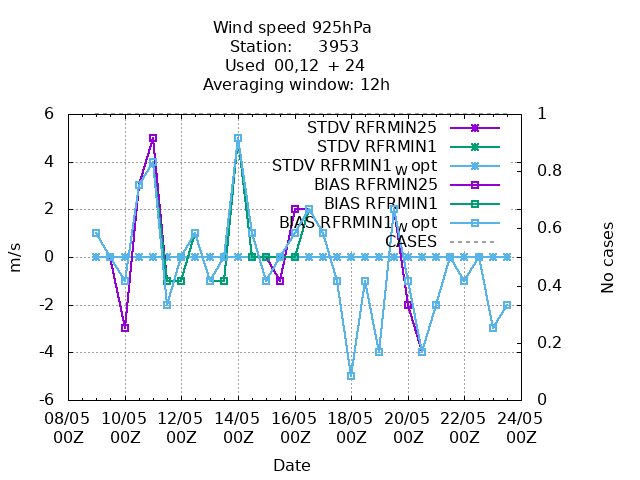 Wind speed 925hPa
Station: 3953
Used 00,12 + 24
Averaging window: 12h
6
4
2
0
-2
-4
-6
m/s
1
0.8
0.6
0.4
0.2
0
No cases
STDV RFRMIN25
STDV RFRMIN1
STDV RFRMIN1 w opt
BIAS RFRMIN25
BIAS RFRMIN1
BIAS RFRMIN1 w opt
CASES
08/05 10/05 12/05 14/05 16/05 18/05 20/05 22/05 24/05
00Z 00Z 00Z 00Z 00Z 00Z 00Z 00Z 00Z
Date